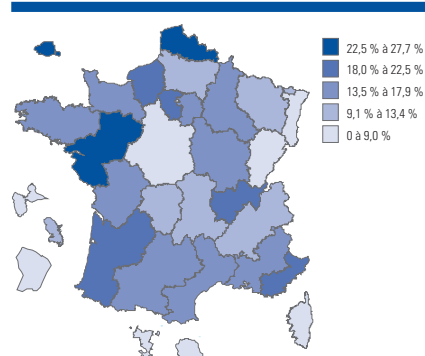 22,5 % à 27,7 %
18,0 % à 22,5 %
13,5 % à 17,9 %
9,1 % à 13,4 %
0 à 9,0 %